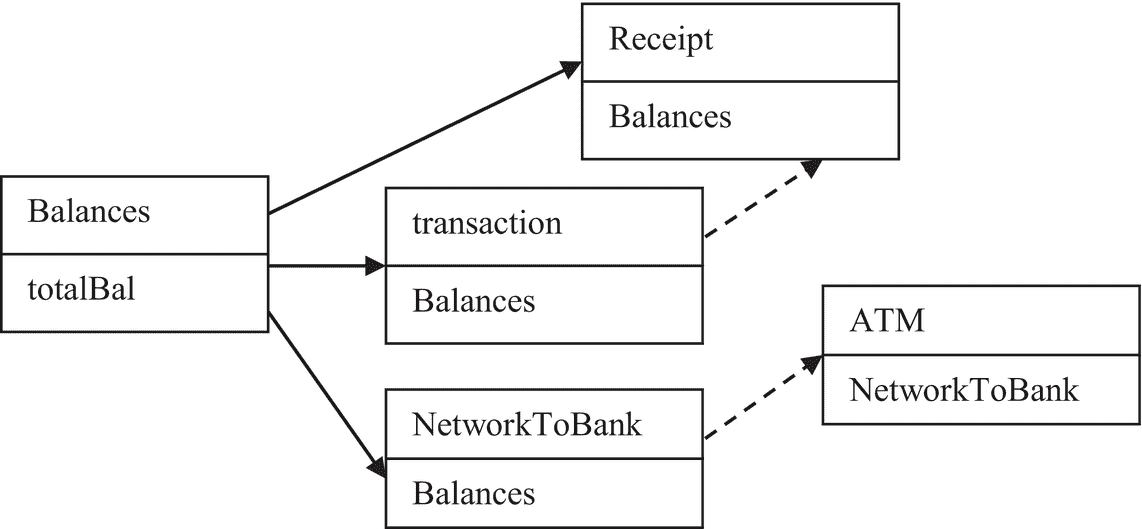 Receipt
Balances
Balances
totalBal
transaction
Balances
ATM
NetworkToBank
NetworkToBank
Balances